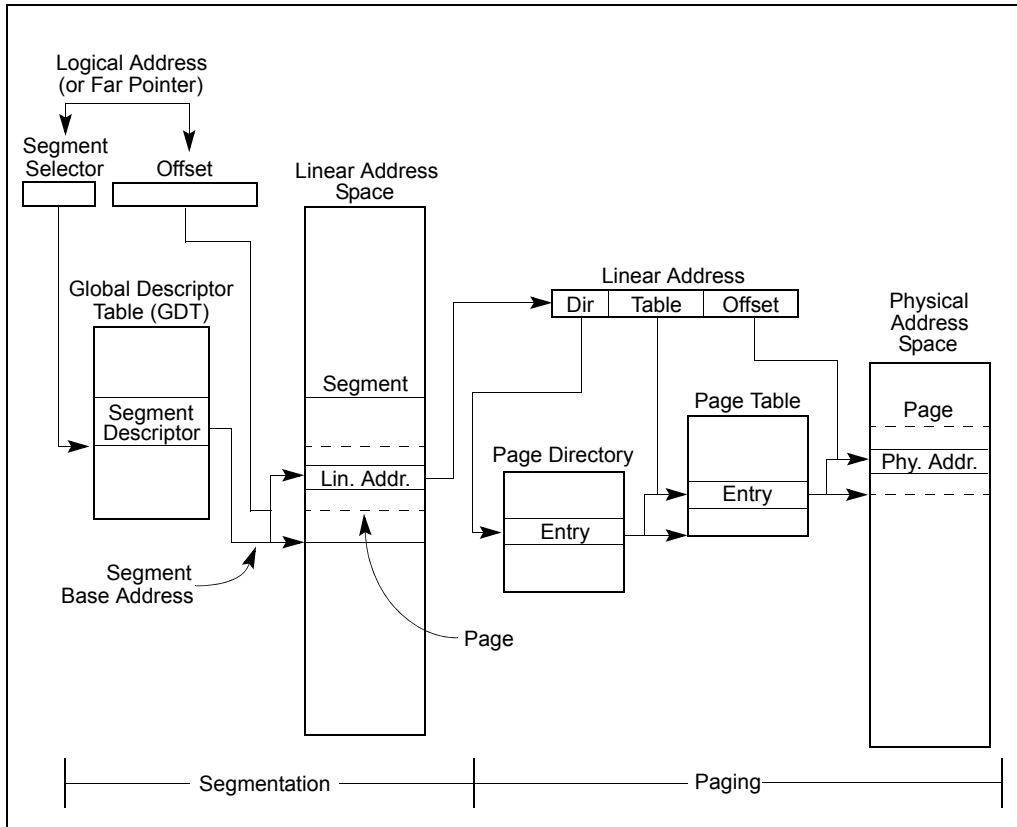 Logical Address
(or Far Pointer)
Segment
Selector
Offset
Linear Address
Space
Global Descriptor
Table (GDT)
Segment
Descriptor
Segment
Base Address
Segment
Lin. Addr.
Page
Linear Address
Dir
Table
Offset
Page Directory
Entry
Page Table
Entry
Physical
Address
Space
Page
Phy. Addr.
Segmentation
Paging